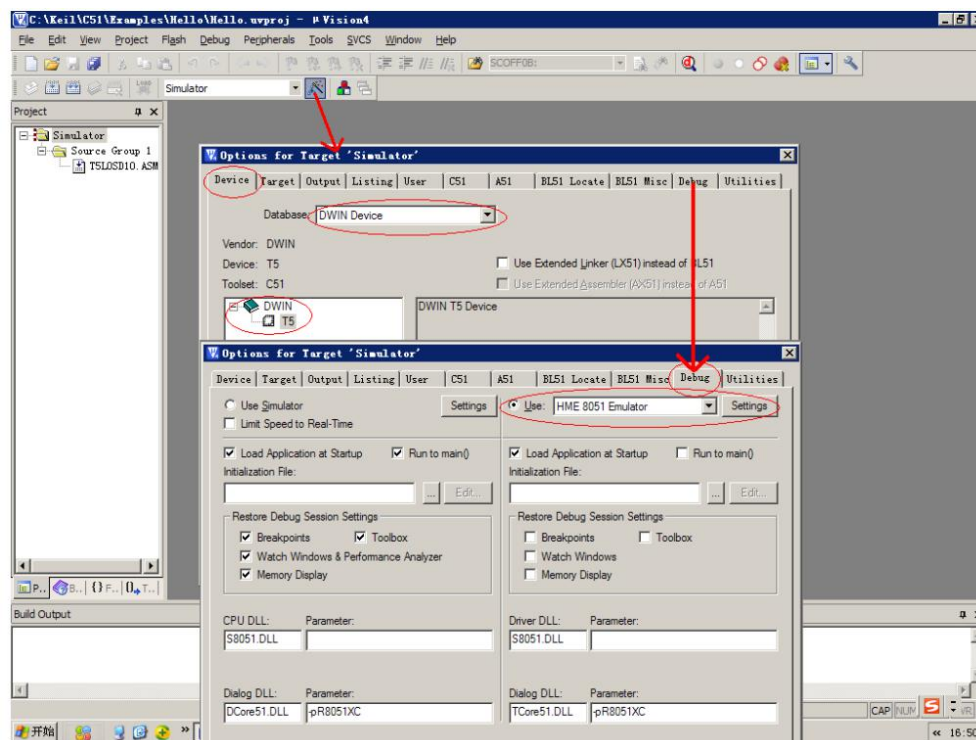 C:\Keil\C51\Examples\Hello\Hello.uvproj - µVision4
File Edit View Project Flash Debug Peripherals Tools SVCS Window Help
SCOFF0B:
LOAD
Simulator
Project
Simulator
Source Group 1
T5LOSD10.ASM
Options for Target 'Simulator'
Device Target Output Listing User C51 A51 BL51 Locate BL51 Misc Debug Utilities
Database: DWIN Device
Vendor: DWIN
Device: T5
Toolset: C51
Use Extended Linker (LX51) instead of BL51
Use Extended Assembler (AX51) instead of A51
DWIN
T5
DWIN T5 Device
Options for Target 'Simulator'
Device Target Output Listing User C51 A51 BL51 Locate BL51 Misc Debug Utilities
Use Simulator Settings
Limit Speed to Real-Time
Use: HME 8051 Emulator Settings
Load Application at Startup Run to main()
Initialization File:
... Edit...
Load Application at Startup Run to main()
Initialization File:
... Edit...
Restore Debug Session Settings
Breakpoints Toolbox
Watch Windows & Performance Analyzer
Memory Display
Restore Debug Session Settings
Breakpoints Toolbox
Watch Windows
Memory Display
CPU DLL: Parameter:
S8051.DLL
Driver DLL: Parameter:
S8051.DLL
Dialog DLL: Parameter:
DCore51.DLL -pR8051XC
Dialog DLL: Parameter:
TCore51.DLL -pR8051XC
P.. B.. {} F.. T..
Build Output
CAP NUM
开始